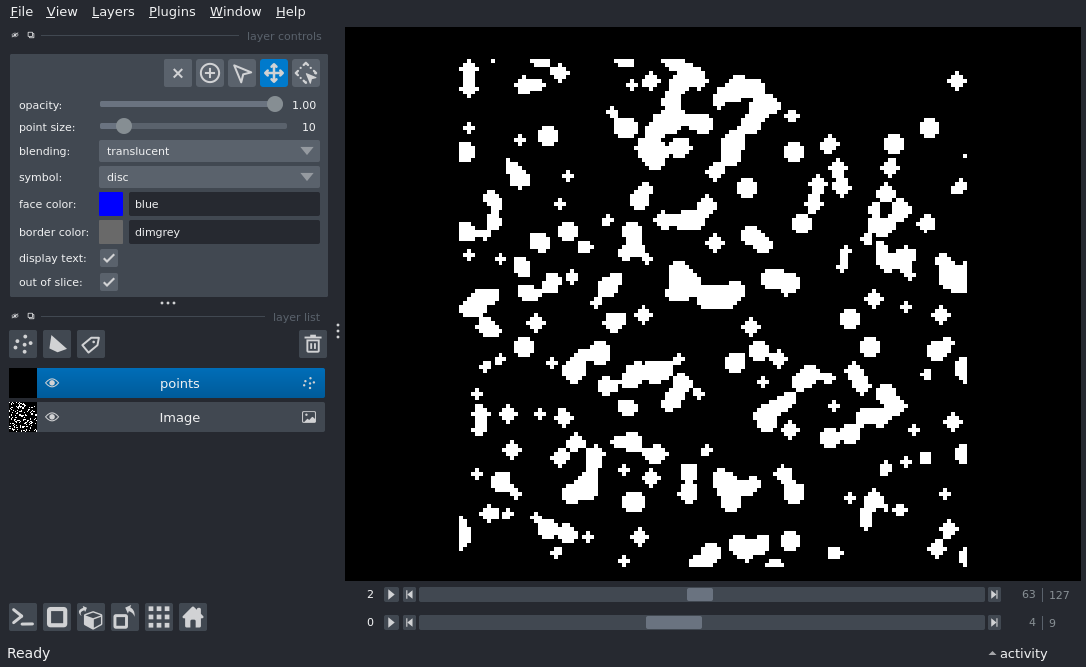 File View Layers Plugins Window Help
layer controls
opacity: 1.00
point size: 10
blending: translucent
symbol: disc
face color: blue
border color: dimgrey
display text:
out of slice:
layer list
points
Image
2 63 127
0 4 9
Ready activity